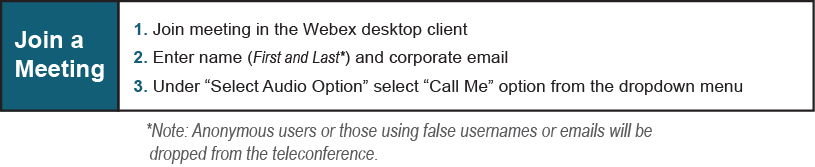 Join a
Meeting
1. Join meeting in the Webex desktop client
2. Enter name (First and Last*) and corporate email
3. Under “Select Audio Option” select “Call Me” option from the dropdown menu
*Note: Anonymous users or those using false usernames or emails will be
dropped from the teleconference.